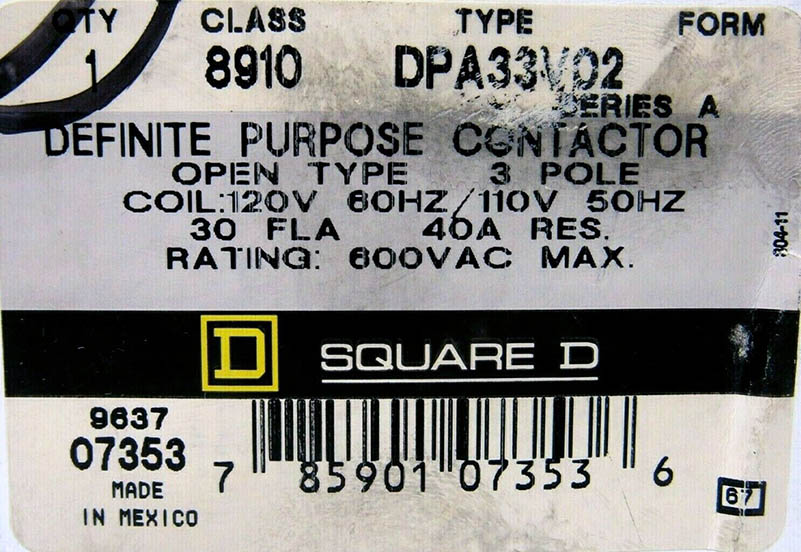 QTY CLASS TYPE FORM
1 8910 DPA33V02
SERIES A
DEFINITE PURPOSE CONTACTOR
OPEN TYPE 3 POLE
COIL:120V 60HZ/110V 50HZ
30 FLA 40A RES.
RATING: 600VAC MAX.
304-11
D SQUARE D
9637
07353
MADE
IN MEXICO
7 85901 07353 6
67